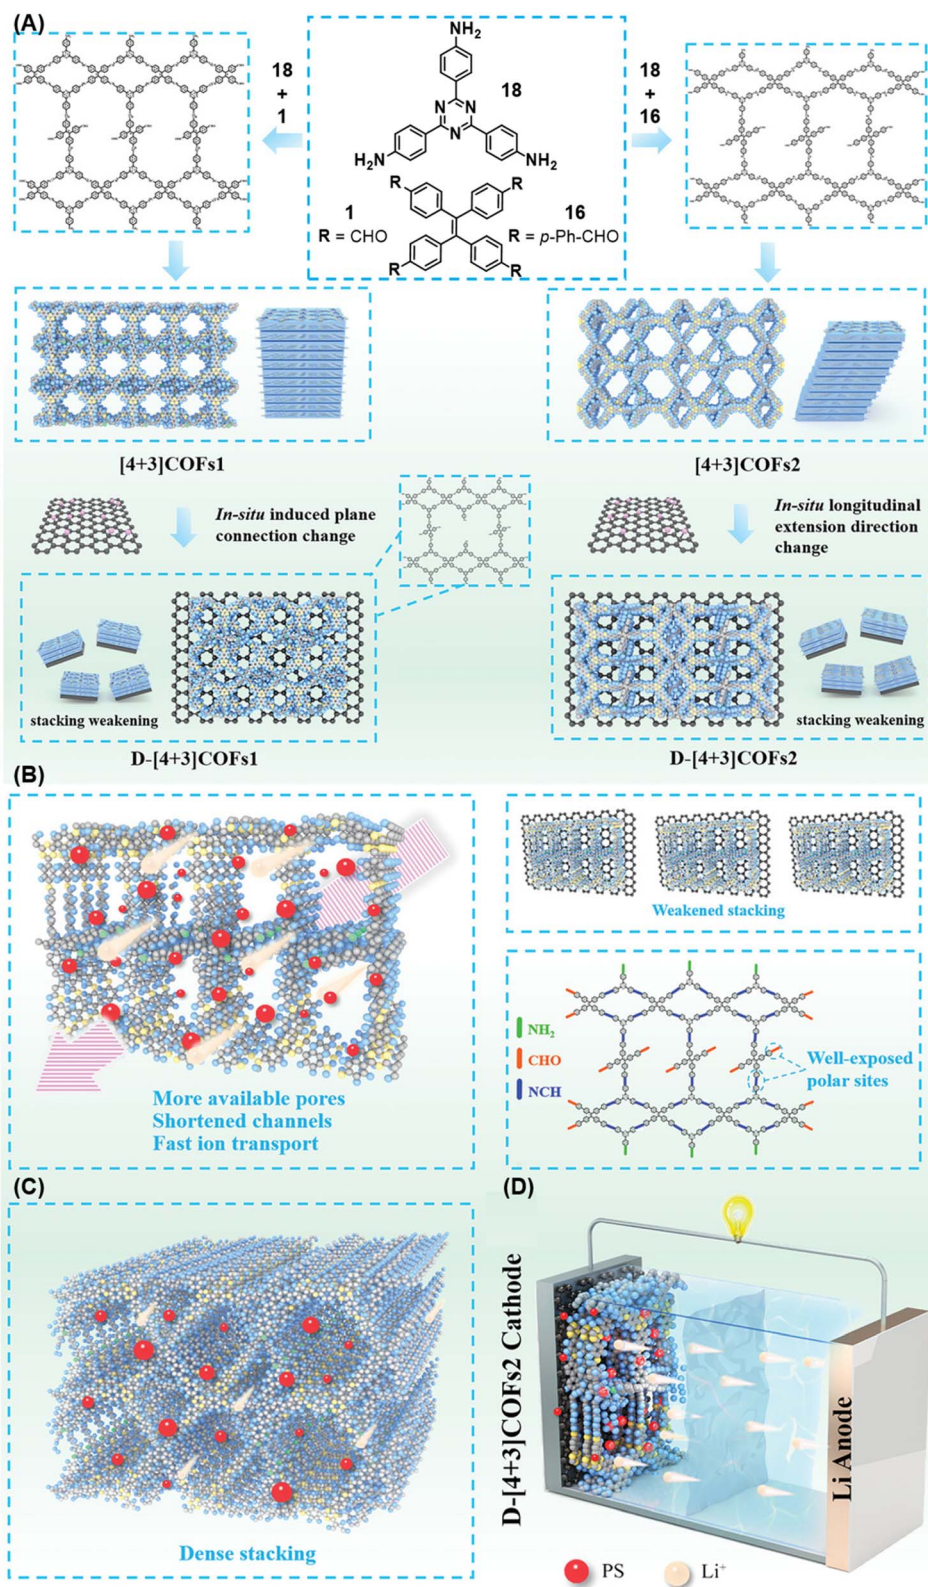 (A)
18
+
1
NH₂
18
N
N
N
H₂N
NH₂
18
+
16
R
R
1
R = CHO
16
R = p-Ph-CHO
R
R
[4+3]COFs1
[4+3]COFs2
In-situ induced plane
connection change
In-situ longitudinal
extension direction
change
stacking weakening
stacking weakening
D-[4+3]COFs1
D-[4+3]COFs2
(B)
More available pores
Shortened channels
Fast ion transport
Weakened stacking
NH₂
CHO
NCH
Well-exposed
polar sites
(C)
Dense stacking
(D)
D-[4+3]COFs2 Cathode
Li Anode
PS
Li⁺